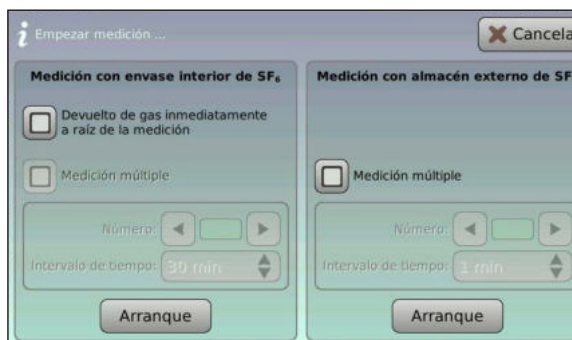 Empezar medición ...
Cancela
Medición con envase interior de SF₆
Devuelto de gas inmediatamente
a raíz de la medición
Medición múltiple
Número:
Intervalo de tiempo: 30 min
Arranque
Medición con almacén externo de SF
Medición múltiple
Número:
Intervalo de tiempo: 1 min
Arranque